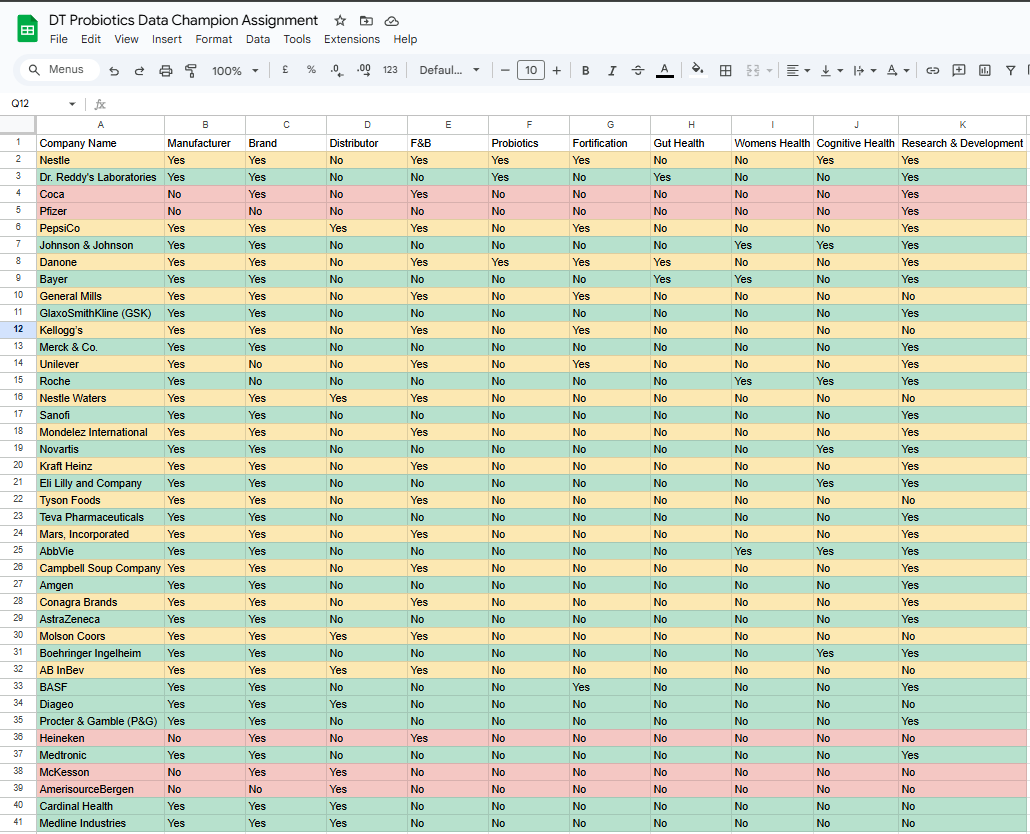 DT Probiotics Data Champion Assignment
File Edit View Insert Format Data Tools Extensions Help
Menus 100% £ % .0 .00 123 Defaul... 10 B I A
Q12 fx
A B C D E F G H I J K
1 Company Name Manufacturer Brand Distributor F&B Probiotics Fortification Gut Health Womens Health Cognitive Health Research & Development
2 Nestle Yes Yes No Yes Yes Yes No No Yes Yes
3 Dr. Reddy's Laboratories Yes Yes No No Yes No Yes No No Yes
4 Coca No Yes No Yes No No No No No Yes
5 Pfizer No No No No No No No No No Yes
6 PepsiCo Yes Yes Yes Yes No Yes No No No Yes
7 Johnson & Johnson Yes Yes No No No No No Yes Yes Yes
8 Danone Yes Yes No Yes Yes Yes Yes No No Yes
9 Bayer Yes Yes No No No No Yes Yes No Yes
10 General Mills Yes Yes No Yes No Yes No No No No
11 GlaxoSmithKline (GSK) Yes Yes No No No No No No No Yes
12 Kellogg's Yes Yes No Yes No Yes No No No No
13 Merck & Co. Yes Yes No No No No No No No Yes
14 Unilever Yes No No Yes No Yes No No No Yes
15 Roche Yes No No No No No No Yes Yes Yes
16 Nestle Waters Yes Yes Yes Yes No No No No No No
17 Sanofi Yes Yes No No No No No No No Yes
18 Mondelez International Yes Yes No Yes No No No No No Yes
19 Novartis Yes Yes No No No No No No Yes Yes
20 Kraft Heinz Yes Yes No Yes No No No No No Yes
21 Eli Lilly and Company Yes Yes No No No No No No Yes Yes
22 Tyson Foods Yes Yes No Yes No No No No No No
23 Teva Pharmaceuticals Yes Yes No No No No No No No Yes
24 Mars, Incorporated Yes Yes No Yes No No No No No Yes
25 AbbVie Yes Yes No No No No No Yes Yes Yes
26 Campbell Soup Company Yes Yes No Yes No No No No No Yes
27 Amgen Yes Yes No No No No No No No Yes
28 Conagra Brands Yes Yes No Yes No No No No No Yes
29 AstraZeneca Yes Yes No No No No No No No Yes
30 Molson Coors Yes Yes Yes Yes No No No No No No
31 Boehringer Ingelheim Yes Yes No No No No No No Yes Yes
32 AB InBev Yes Yes Yes Yes No No No No No No
33 BASF Yes Yes No No No Yes No No No Yes
34 Diageo Yes Yes Yes No No No No No No No
35 Procter & Gamble (P&G) Yes Yes No No No No No No No Yes
36 Heineken No Yes No Yes No No No No No No
37 Medtronic Yes Yes No No No No No No No Yes
38 McKesson No Yes Yes No No No No No No No
39 AmerisourceBergen No No Yes No No No No No No No
40 Cardinal Health Yes Yes Yes No No No No No No No
41 Medline Industries Yes Yes Yes No No No No No No No